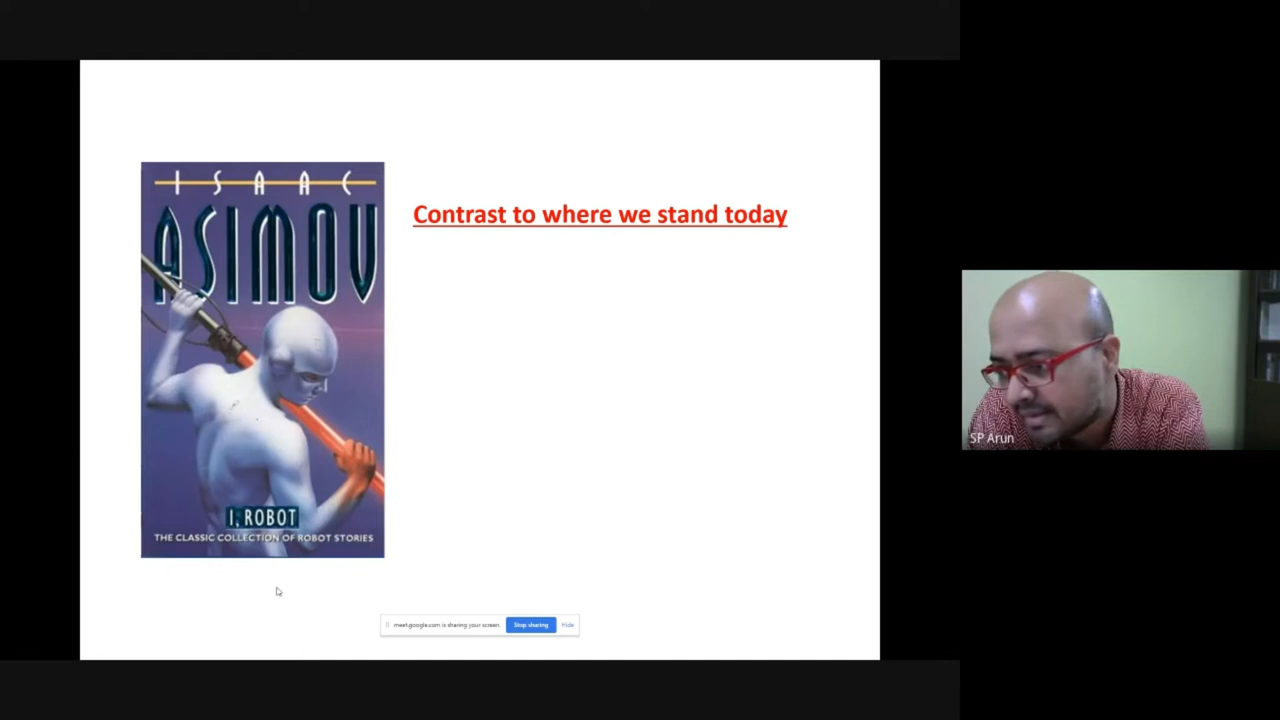 ISAAC
ASIMOV
I, ROBOT
THE CLASSIC COLLECTION OF ROBOT STORIES
Contrast to where we stand today
meet.google.com is sharing your screen.
Stop sharing
Hide
SP Arun